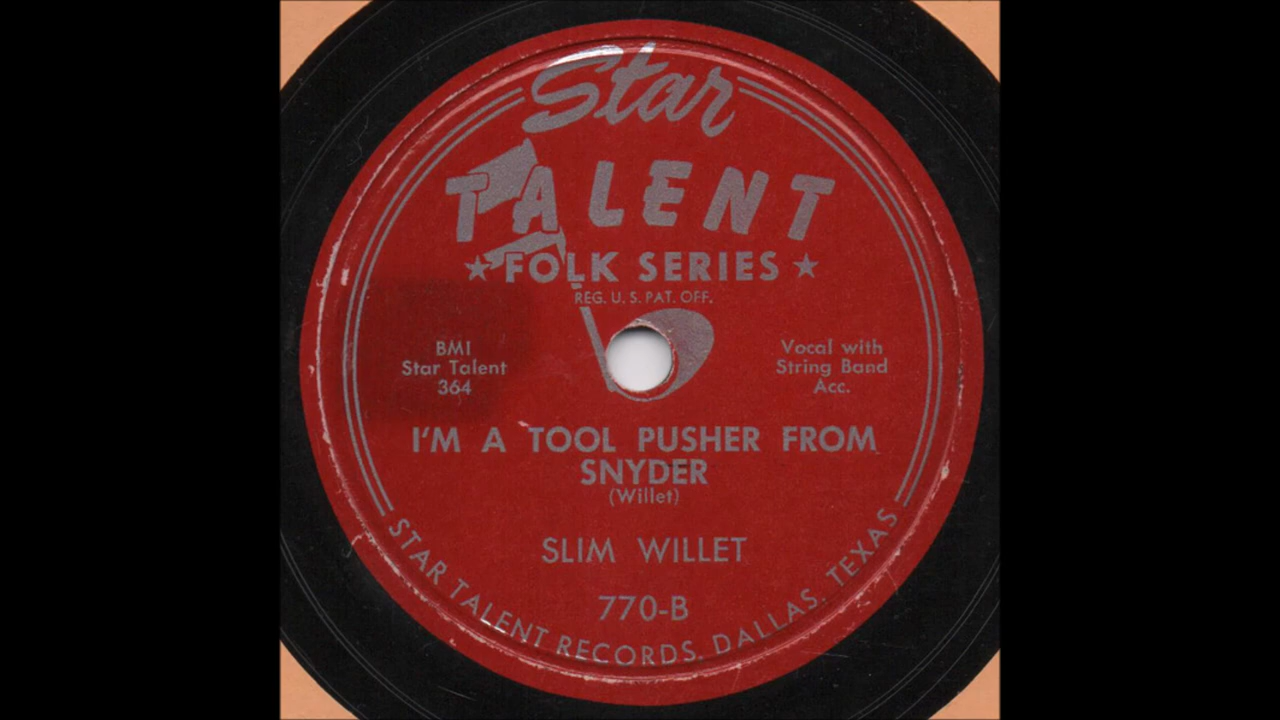 Star
TALENT
★ FOLK SERIES ★
REG. U. S. PAT. OFF.
BMI
Star Talent
364
Vocal with
String Band
Acc.
I'M A TOOL PUSHER FROM
SNYDER
(Willet)
SLIM WILLET
770-B
STAR TALENT RECORDS, DALLAS, TEXAS